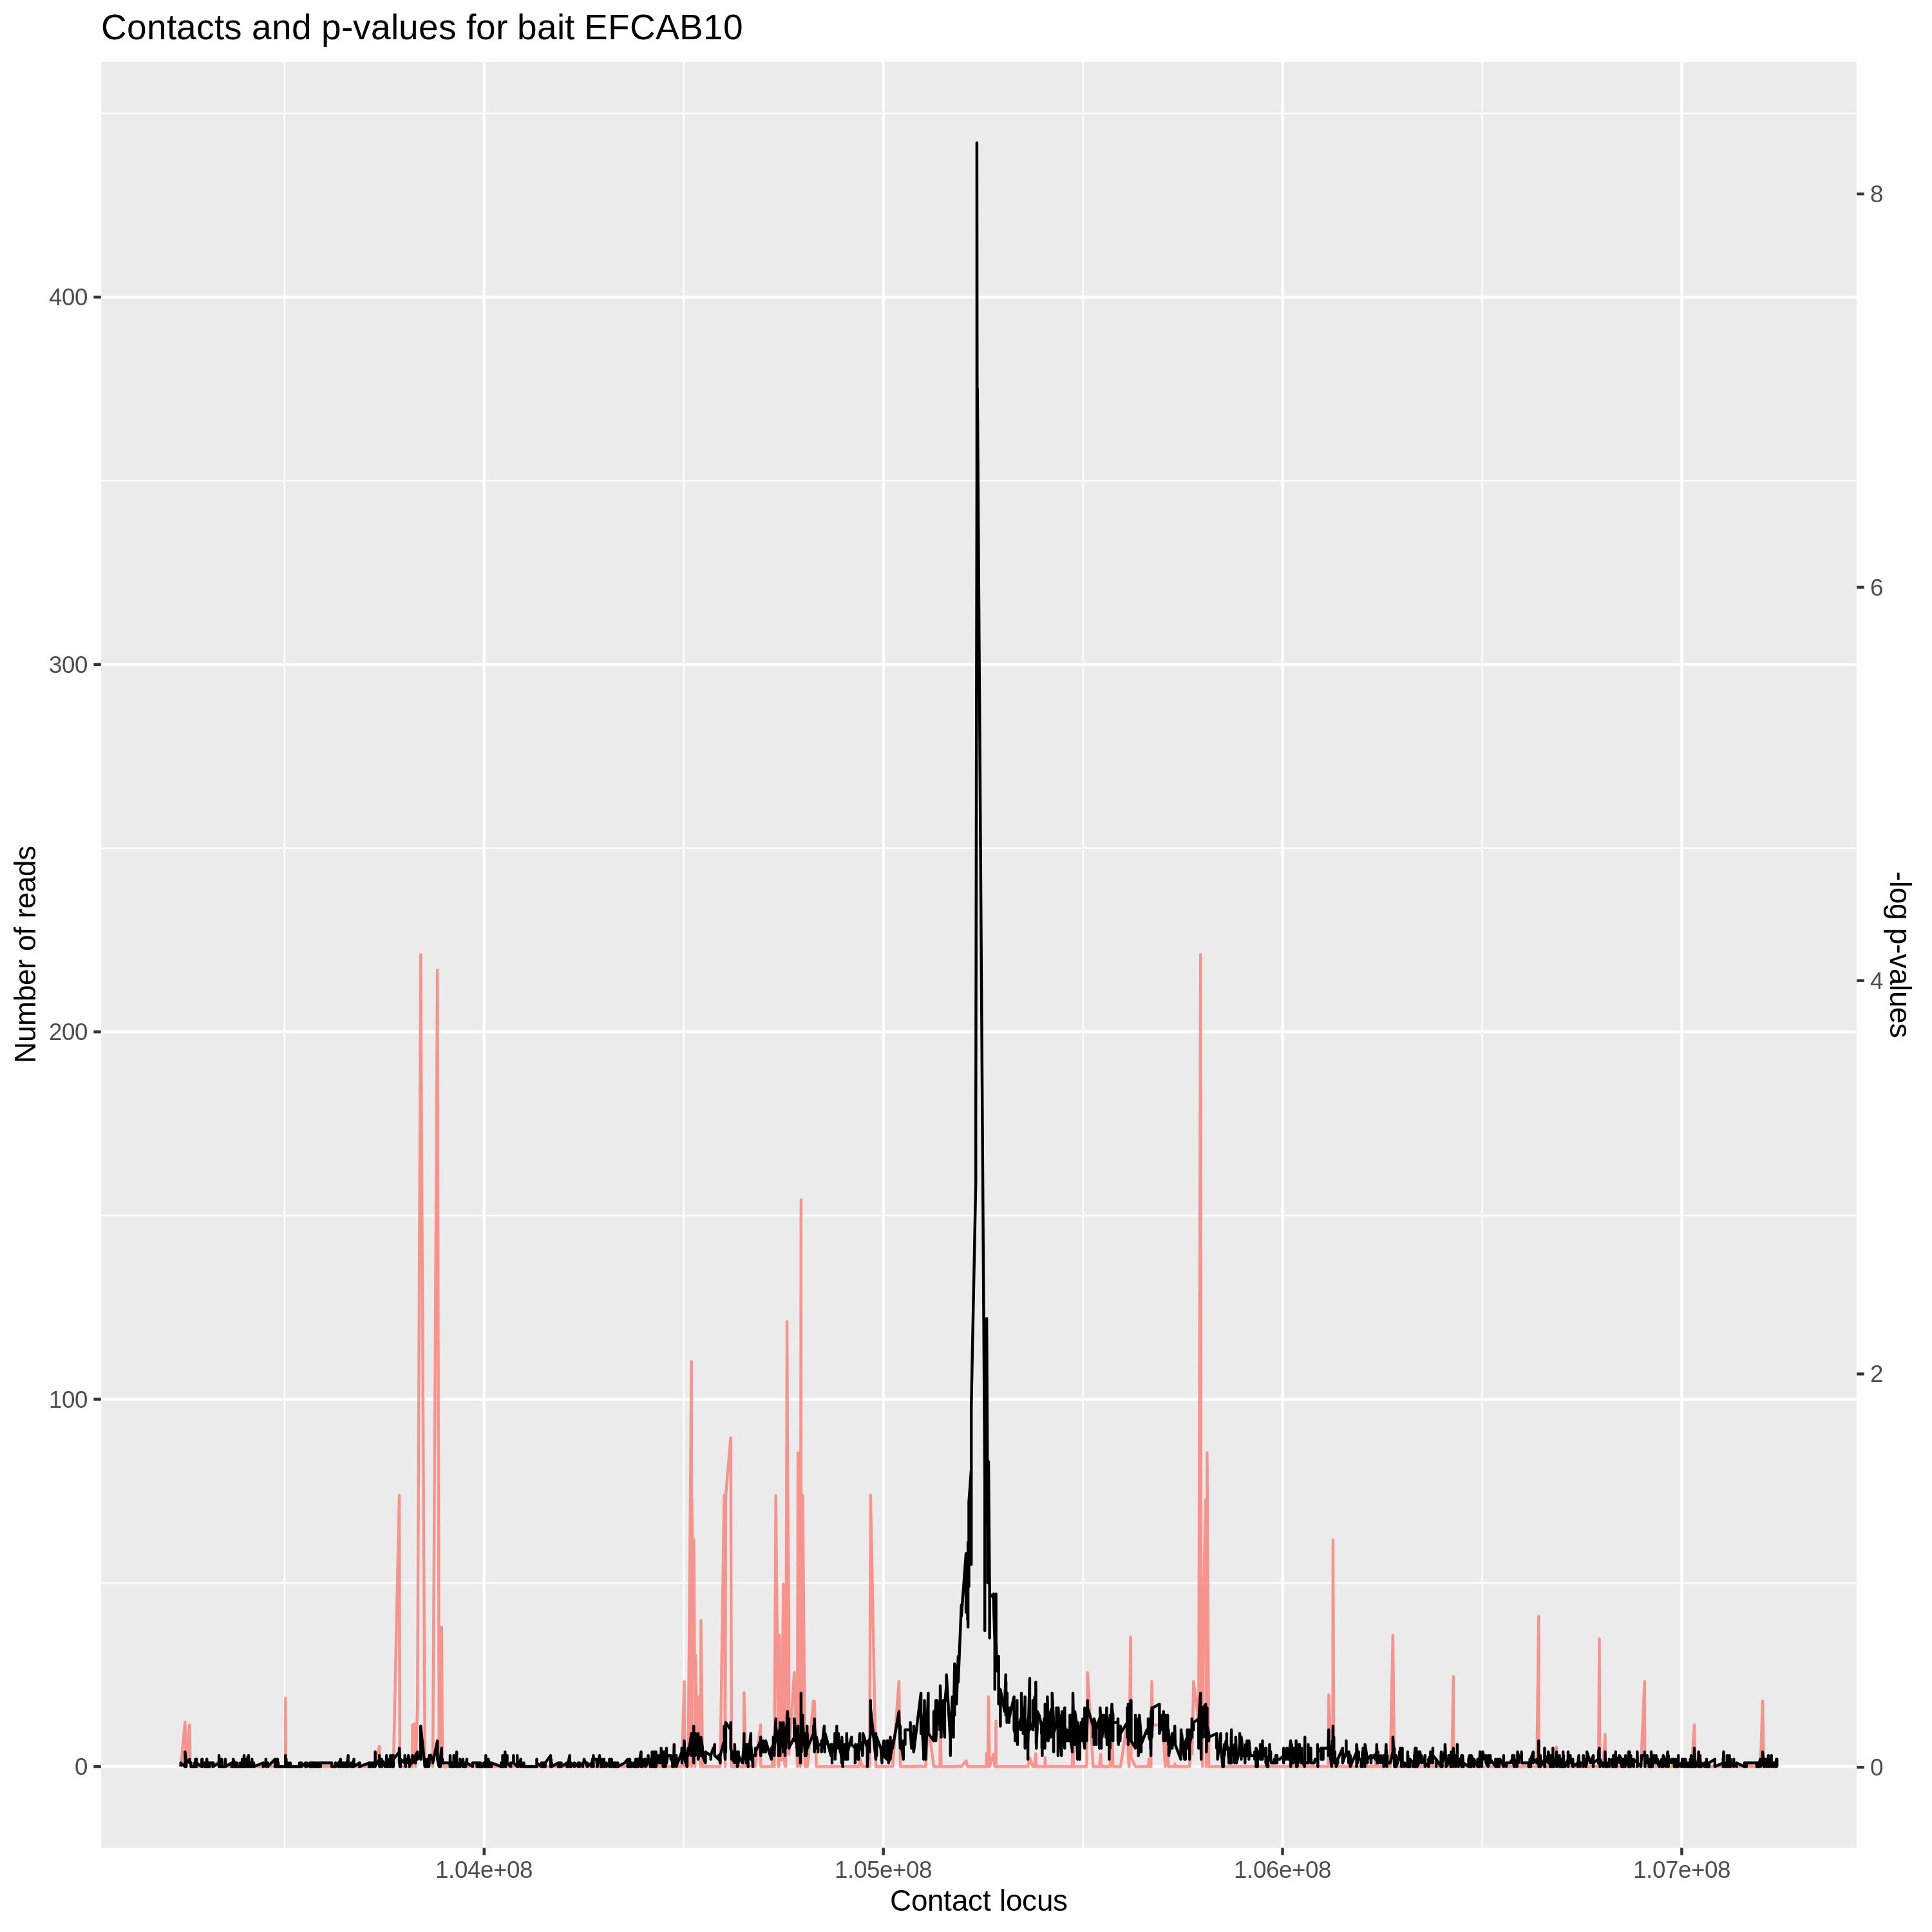 Contacts and p-values for bait EFCAB10
Number of reads
400
300
200
100
0
8
6
4
2
0
-log p-values
1.04e+08
1.05e+08
1.06e+08
1.07e+08
Contact locus